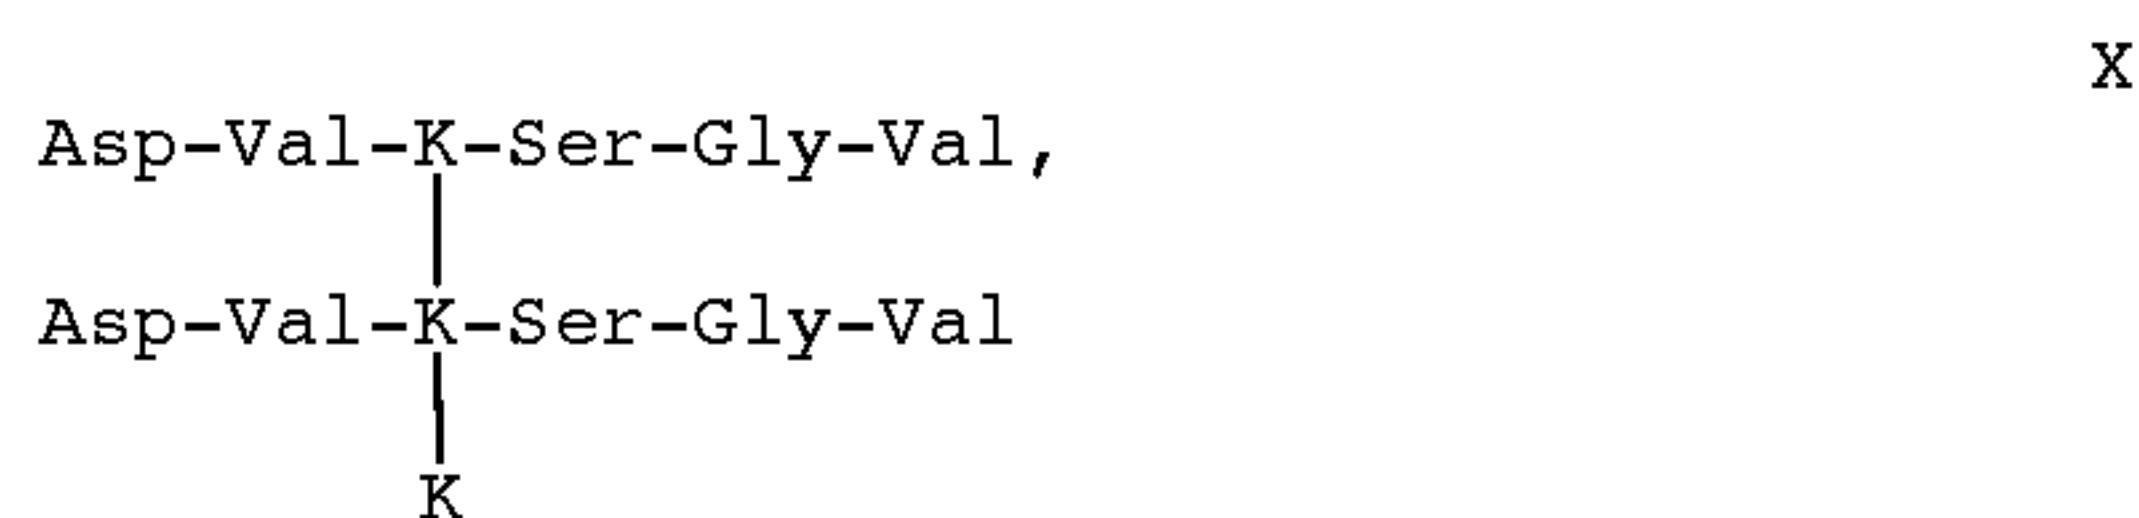 X
Asp-Val-K-Ser-Gly-Val,
Asp-Val-K-Ser-Gly-Val
K